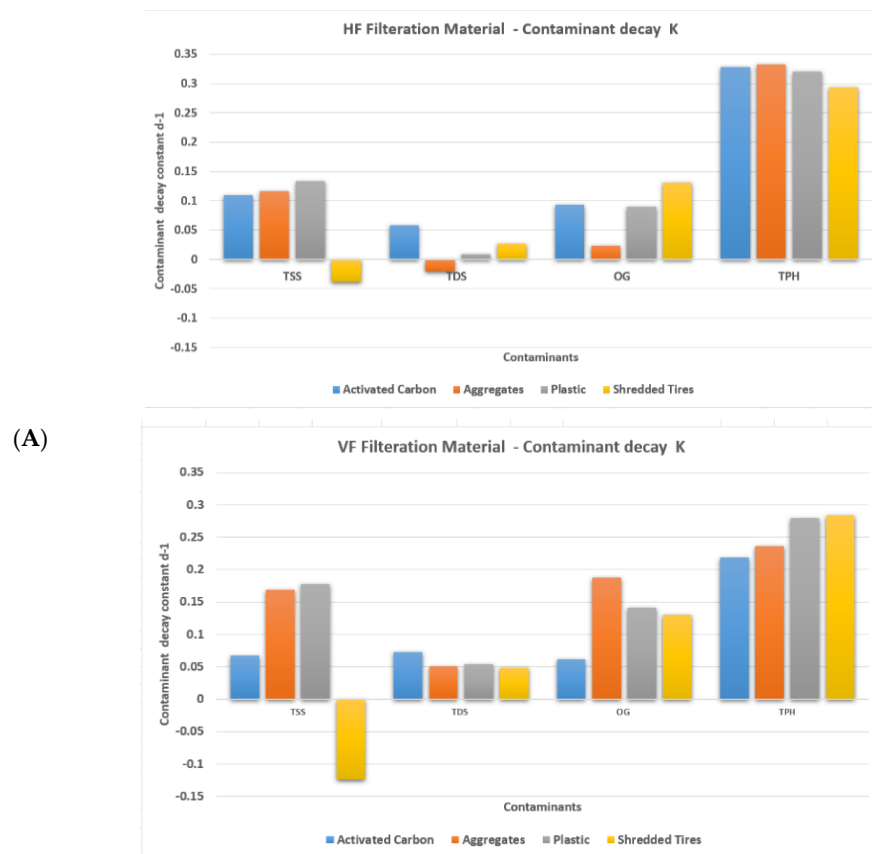 HF Filteration Material - Contaminant decay K
Contaminant decay constant d-1
0.35
0.3
0.25
0.2
0.15
0.1
0.05
0
-0.05
-0.1
-0.15
TSS TDS OG TPH
Contaminants
Activated Carbon Aggregates Plastic Shredded Tires
(A)
VF Filteration Material - Contaminant decay K
Contaminant decay constant d-1
0.35
0.3
0.25
0.2
0.15
0.1
0.05
0
-0.05
-0.1
-0.15
TSS TDS OG TPH
Contaminants
Activated Carbon Aggregates Plastic Shredded Tires